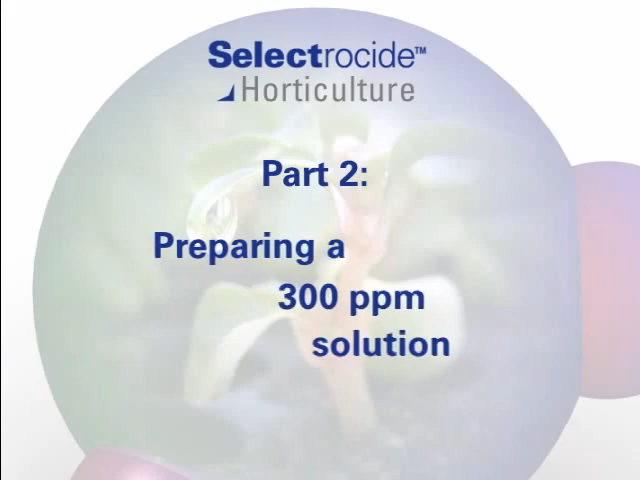 Selectrocide™
Horticulture
Part 2:
Preparing a
300 ppm
solution